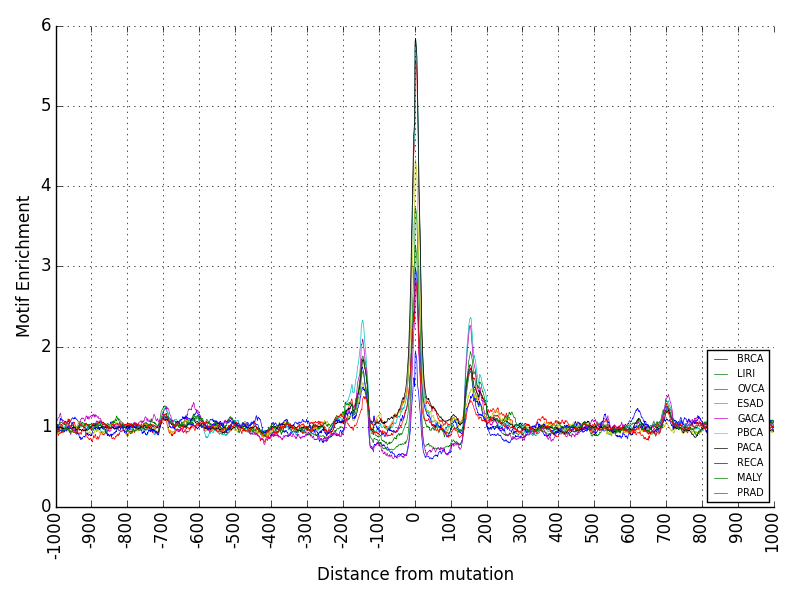 6
5
4
3
2
1
0
Motif Enrichment
-1000 -900 -800 -700 -600 -500 -400 -300 -200 -100 0 100 200 300 400 500 600 700 800 900 1000
Distance from mutation
BRCA
LIRI
OVCA
ESAD
GACA
PBCA
PACA
RECA
MALY
PRAD